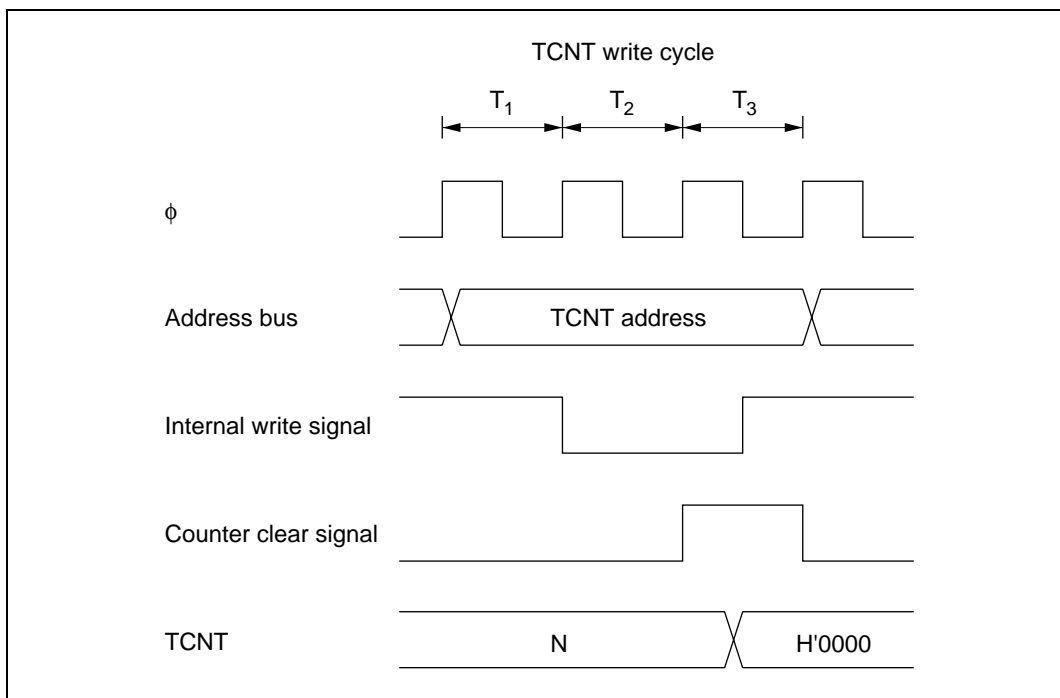 TCNT write cycle
T1 T2 T3
ϕ
Address bus
TCNT address
Internal write signal
Counter clear signal
TCNT
N
H'0000